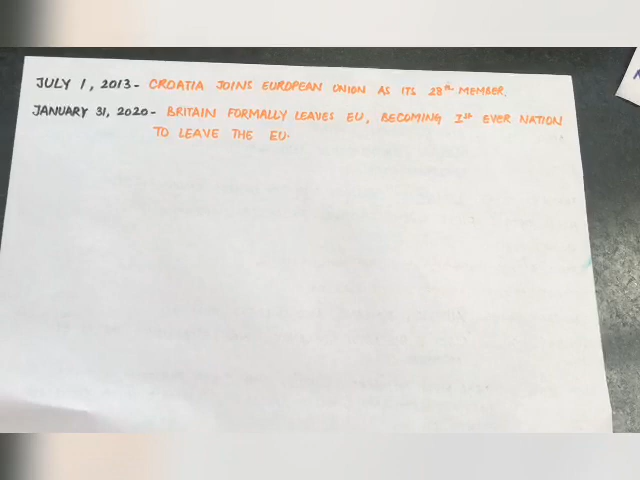 JULY 1, 2013- CROATIA JOINS EUROPEAN UNION AS ITS 28TH MEMBER.
JANUARY 31, 2020- BRITAIN FORMALLY LEAVES EU, BECOMING 1ST EVER NATION
TO LEAVE THE EU.